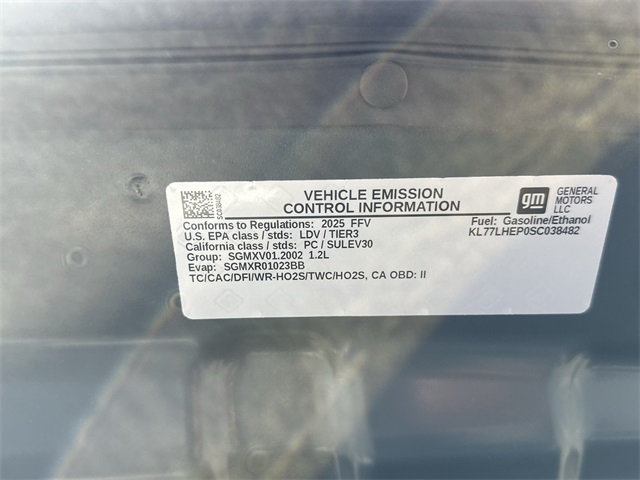 SC038482
VEHICLE EMISSION
CONTROL INFORMATION
gm
GENERAL
MOTORS
LLC
Conforms to Regulations: 2025 FFV
Fuel: Gasoline/Ethanol
U.S. EPA class / stds: LDV / TIER3
KL77LHEP0SC038482
California class / stds: PC / SULEV30
Group: SGMXV01.2002 1.2L
Evap: SGMXR01023BB
TC/CAC/DFI/WR-HO2S/TWC/HO2S, CA OBD: II